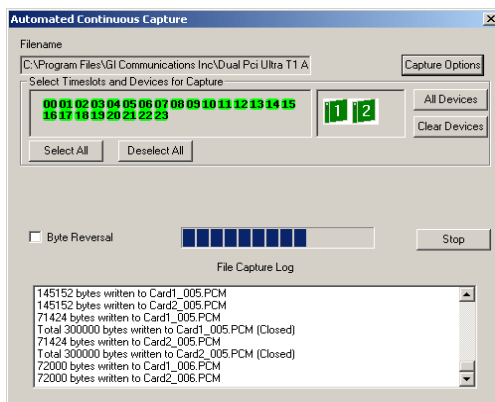 Automated Continuous Capture
Filename
C:\Program Files\Gl Communications Inc\Dual Pci Ultra T1 A
Capture Options
Select Timeslots and Devices for Capture
00 01 02 03 04 05 06 07 08 09 10 11 12 13 14 15
16 17 18 19 20 21 22 23
1 2
All Devices
Clear Devices
Select All Deselect All
Byte Reversal
Stop
File Capture Log
145152 bytes written to Card1_005.PCM
145152 bytes written to Card2_005.PCM
71424 bytes written to Card1_005.PCM
Total 300000 bytes written to Card1_005.PCM (Closed)
71424 bytes written to Card2_005.PCM
Total 300000 bytes written to Card2_005.PCM (Closed)
72000 bytes written to Card1_006.PCM
72000 bytes written to Card2_006.PCM